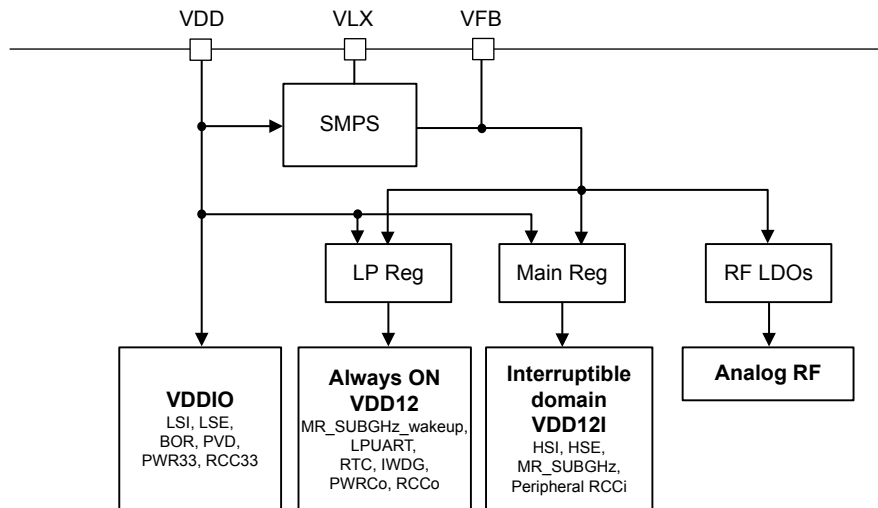 VDD VLX VFB
SMPS
LP Reg Main Reg RF LDOs
VDDIO
LSI, LSE,
BOR, PVD,
PWR33, RCC33
Always ON
VDD12
MR_SUBGHz_wakeup,
LPUART,
RTC, IWDG,
PWRCo, RCCo
Interruptible
domain
VDD12I
HSI, HSE,
MR_SUBGHz,
Peripheral RCCi
Analog RF